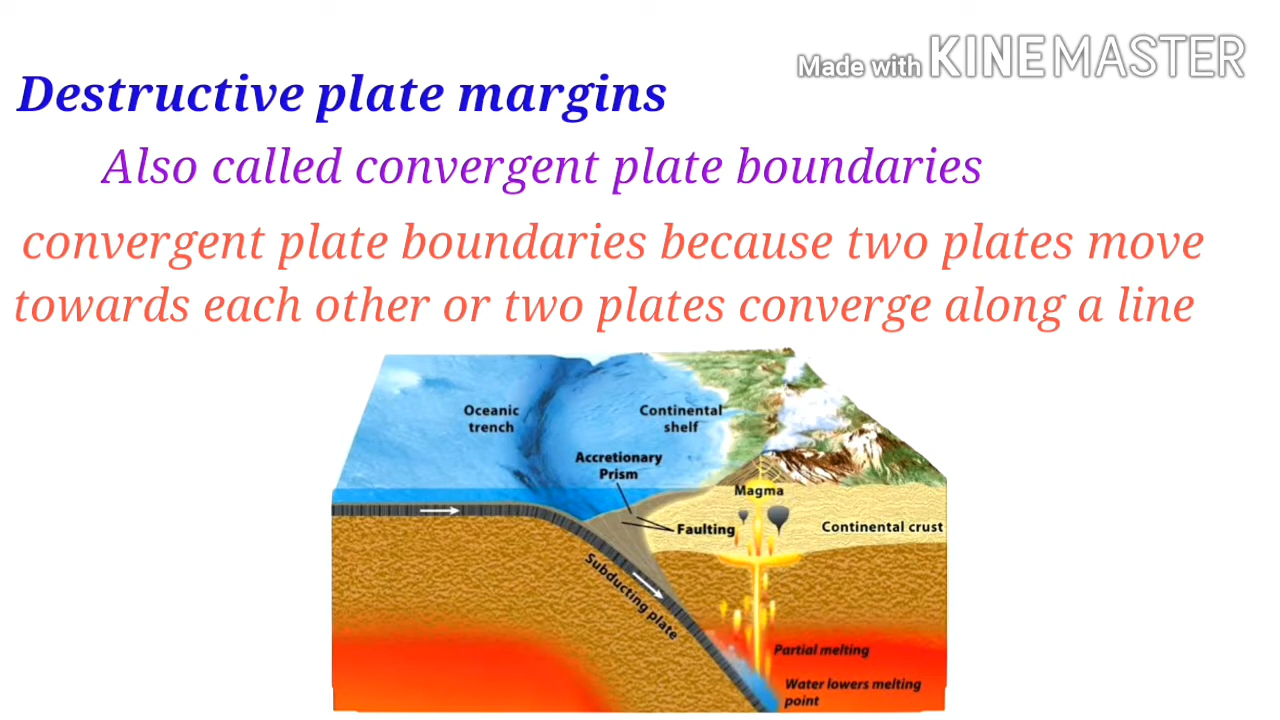 Made with KINEMASTER
Destructive plate margins
Also called convergent plate boundaries
convergent plate boundaries because two plates move
towards each other or two plates converge along a line
Oceanic
trench
Continental
shelf
Accretionary
Prism
Magma
Faulting
Continental crust
Subducting plate
Partial melting
Water lowers melting
point